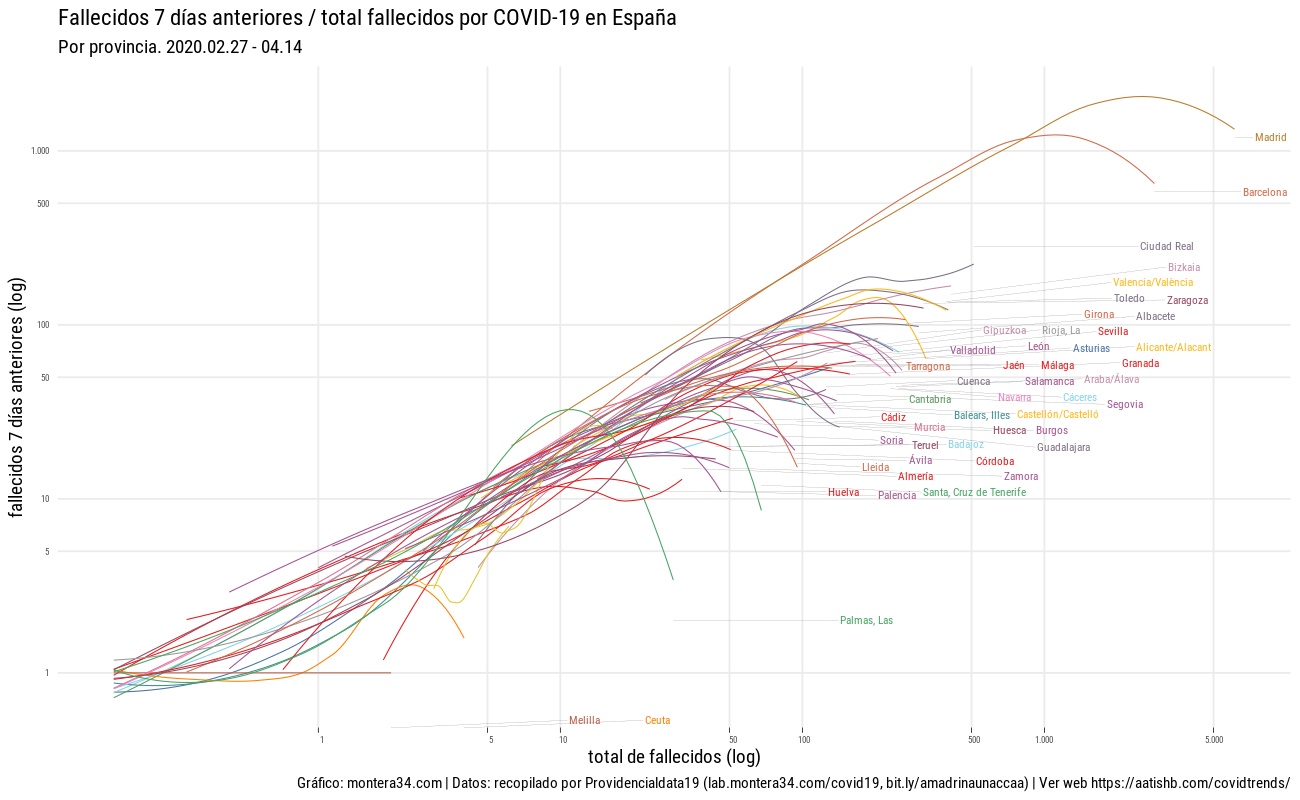 Fallecidos 7 días anteriores / total fallecidos por COVID-19 en España
Por provincia. 2020.02.27 - 04.14
fallecidos 7 días anteriores (log)
1.000
500
100
50
10
5
1
Madrid
Barcelona
Ciudad Real
Bizkaia
Valencia/València
Toledo
Zaragoza
Girona
Albacete
Gipuzkoa
Rioja, La
Sevilla
Valladolid
León
Asturias
Alicante/Alacant
Tarragona
Jaén
Málaga
Granada
Cuenca
Salamanca
Araba/Álava
Cantabria
Navarra
Cáceres
Segovia
Cádiz
Balears, Illes
Castellón/Castelló
Murcia
Huesca
Burgos
Soria
Teruel
Badajoz
Guadalajara
Ávila
Córdoba
Lleida
Almería
Zamora
Huelva
Palencia
Santa, Cruz de Tenerife
Palmas, Las
Melilla
Ceuta
1
5
10
50
100
500
1.000
5.000
total de fallecidos (log)
Gráfico: montera34.com | Datos: recopilado por Providencialdata19 (lab.montera34.com/covid19, bit.ly/amadrinaunaccaa) | Ver web https://aatishb.com/covidtrends/